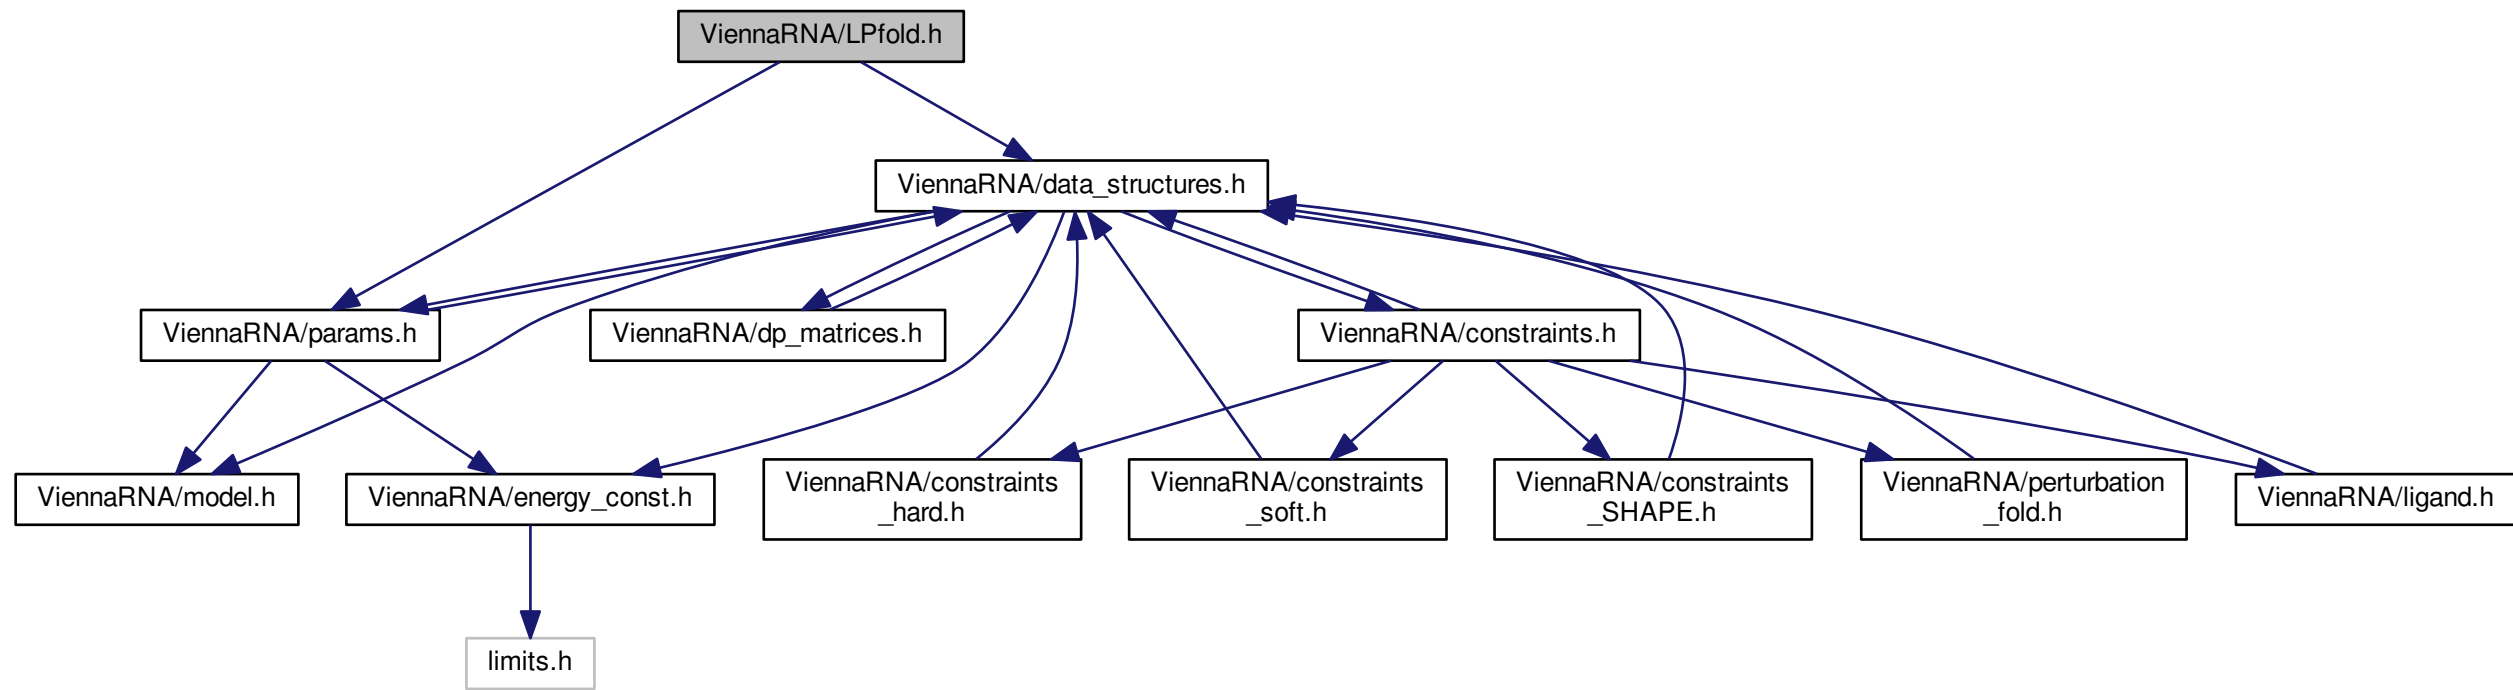 ViennaRNA/LPfold.h
ViennaRNA/data_structures.h
ViennaRNA/params.h
ViennaRNA/dp_matrices.h
ViennaRNA/constraints.h
ViennaRNA/model.h
ViennaRNA/energy_const.h
ViennaRNA/constraints
_hard.h
ViennaRNA/constraints
_soft.h
ViennaRNA/constraints
_SHAPE.h
ViennaRNA/perturbation
_fold.h
ViennaRNA/ligand.h
limits.h